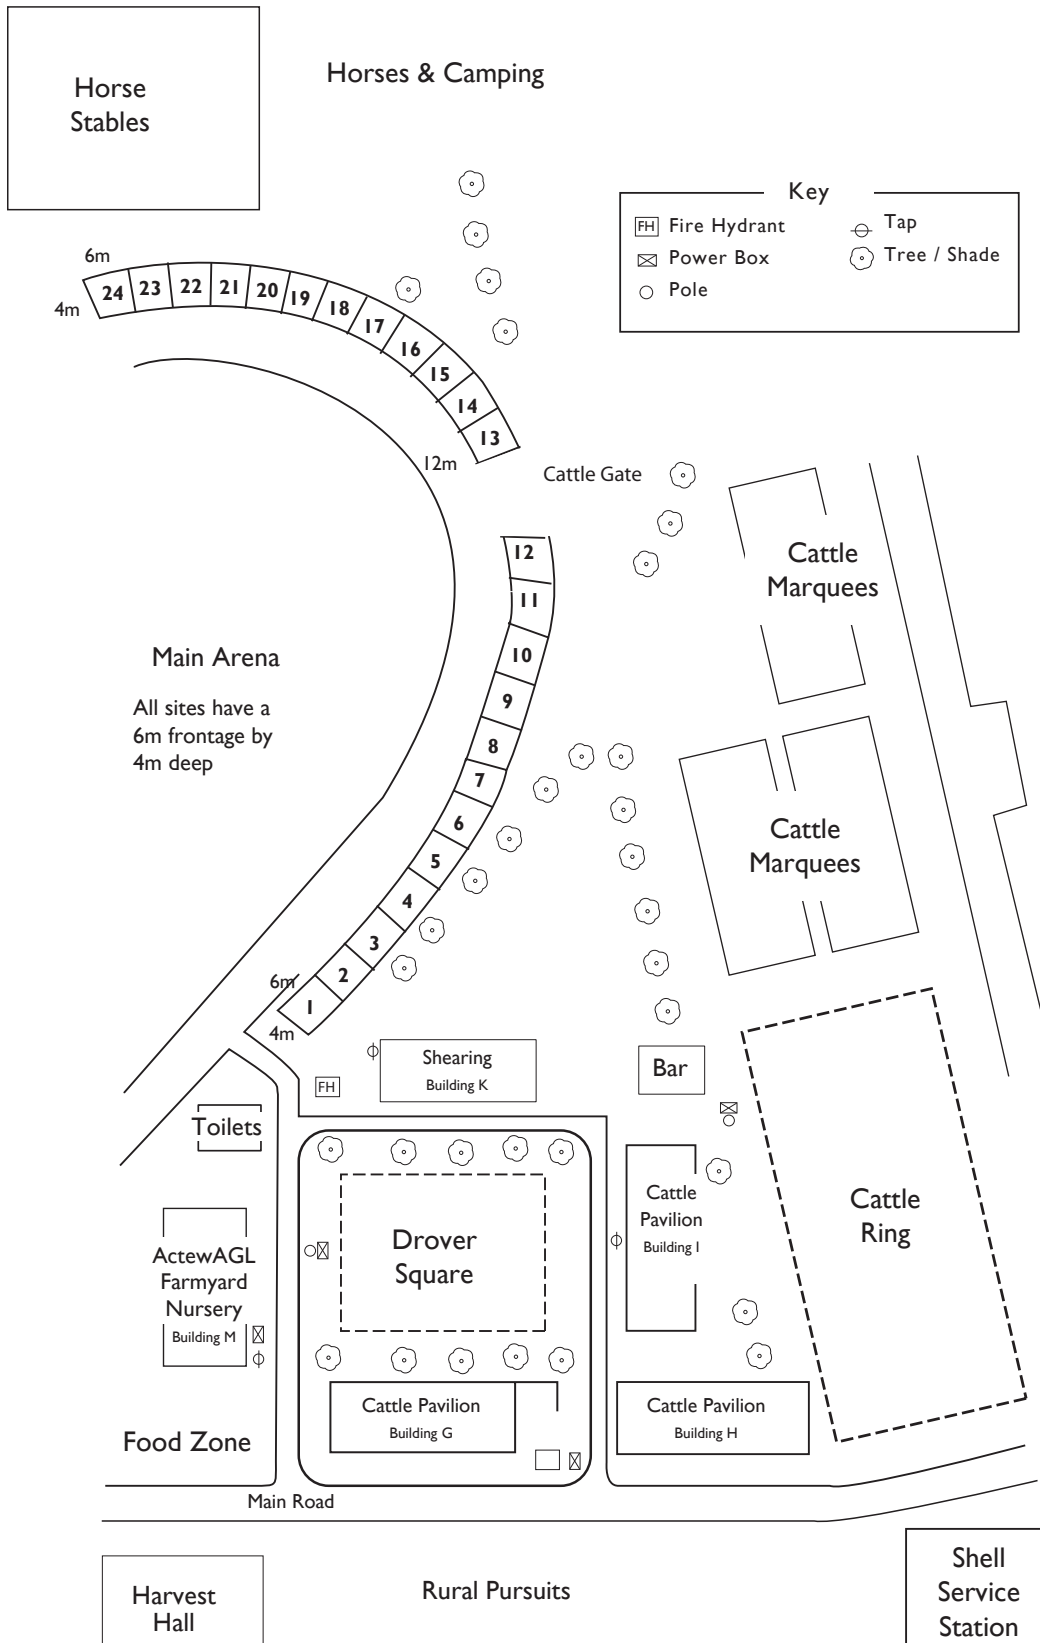 Horse
Stables
Horses & Camping
Key
FH Fire Hydrant
Power Box
Pole
Tap
Tree / Shade
6m
4m
24
23
22
21
20
19
18
17
16
15
14
13
12m
Cattle Gate
12
11
10
9
8
7
6
5
4
3
2
1
6m
4m
Cattle
Marquees
Main Arena
All sites have a
6m frontage by
4m deep
Cattle
Marquees
Shearing
Building K
FH
Bar
Toilets
Cattle
Pavilion
Building I
Cattle
Ring
Drover
Square
ActewAGL
Farmyard
Nursery
Building M
Cattle Pavilion
Building G
Cattle Pavilion
Building H
Food Zone
Main Road
Harvest
Hall
Rural Pursuits
Shell
Service
Station